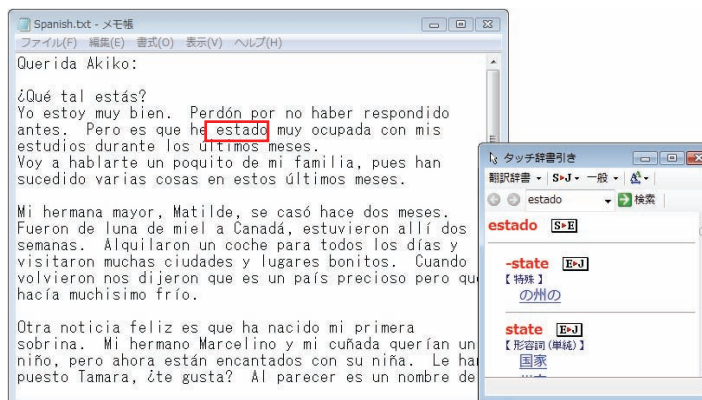 Spanish.txt - メモ帳
ファイル(F) 編集(E) 書式(O) 表示(V) ヘルプ(H)
Querida Akiko:
¿Qué tal estás?
Yo estoy muy bien. Perdón por no haber respondido
antes. Pero es que he estado muy ocupada con mis
estudios durante los últimos meses.
Voy a hablarte un poquito de mi familia, pues han
sucedido varias cosas en estos últimos meses.
Mi hermana mayor, Matilde, se casó hace dos meses.
Fueron de luna de miel a Canadá, estuvieron allí dos
semanas. Alquilaron un coche para todos los días y
visitaron muchas ciudades y lugares bonitos. Cuando
volvieron nos dijeron que es un país precioso pero qu
hacía muchisimo frío.
Otra noticia feliz es que ha nacido mi primera
sobrina. Mi hermano Marcelino y mi cuñada querían un
niño, pero ahora están encantados con su niña. Le ha
puesto Tamara, ¿te gusta? Al parecer es un nombre de
タッチ辞書引き
翻訳辞書 S▸J 一般
estado 検索
estado S▸E
-state E▸J
【特殊】
の州の
state E▸J
【形容詞(単純)】
国家